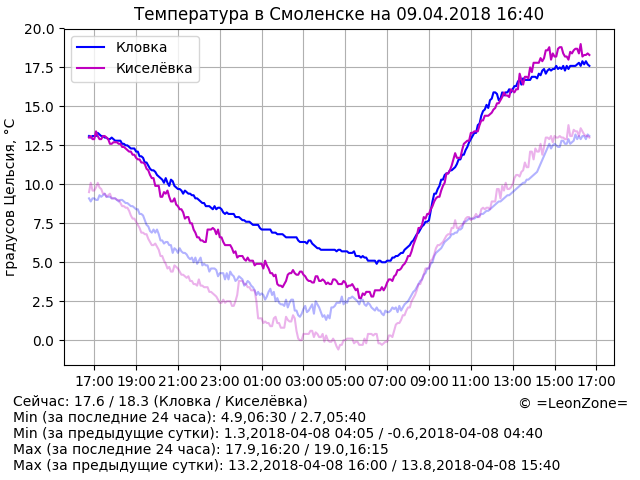 Температура в Смоленске на 09.04.2018 16:40
градусов Цельсия, °C
20.0
17.5
15.0
12.5
10.0
7.5
5.0
2.5
0.0
Кловка
Киселёвка
17:00 19:00 21:00 23:00 01:00 03:00 05:00 07:00 09:00 11:00 13:00 15:00 17:00
© =LeonZone=
Сейчас: 17.6 / 18.3 (Кловка / Киселёвка)
Min (за последние 24 часа): 4.9,06:30 / 2.7,05:40
Min (за предыдущие сутки): 1.3,2018-04-08 04:05 / -0.6,2018-04-08 04:40
Max (за последние 24 часа): 17.9,16:20 / 19.0,16:15
Max (за предыдущие сутки): 13.2,2018-04-08 16:00 / 13.8,2018-04-08 15:40